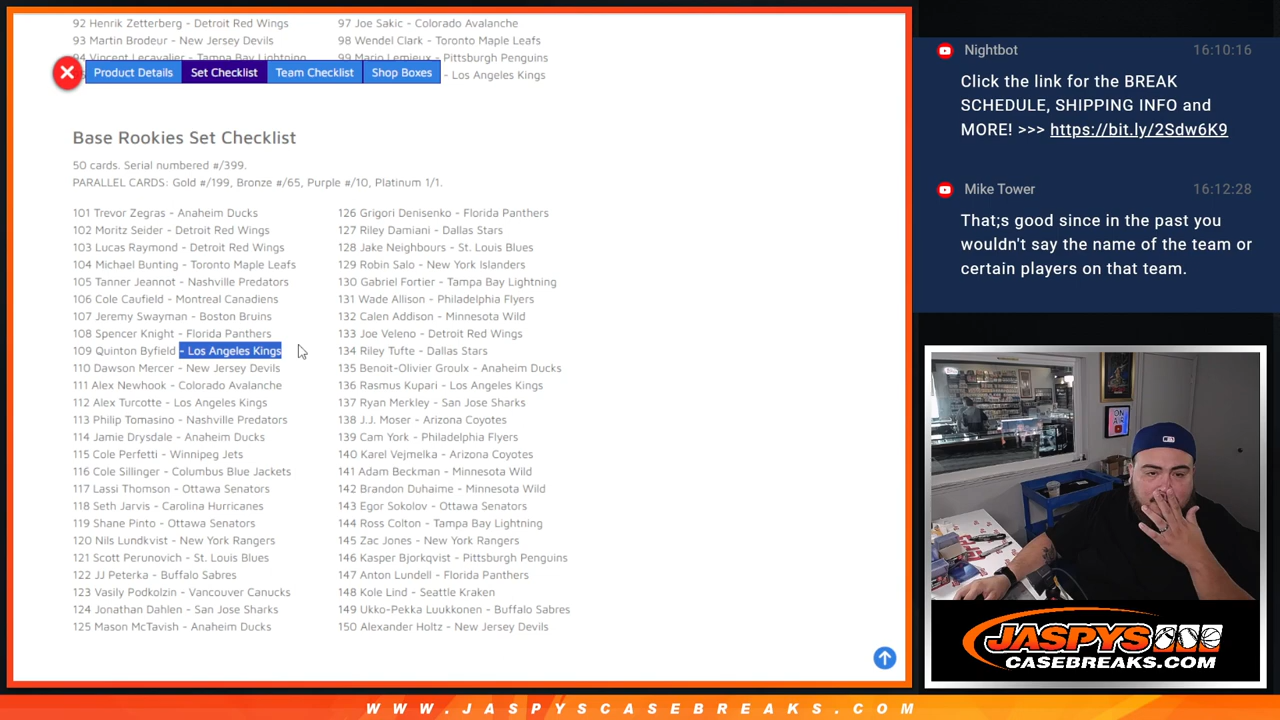 92 Henrik Zetterberg - Detroit Red Wings
93 Martin Brodeur - New Jersey Devils
94 Vincent Lecavalier - Tampa Bay Lightning
97 Joe Sakic - Colorado Avalanche
98 Wendel Clark - Toronto Maple Leafs
99 Mario Lemieux - Pittsburgh Penguins
- Los Angeles Kings
Product Details
Set Checklist
Team Checklist
Shop Boxes
Base Rookies Set Checklist
50 cards. Serial numbered #/399.
PARALLEL CARDS: Gold #/199, Bronze #/65, Purple #/10, Platinum 1/1.
101 Trevor Zegras - Anaheim Ducks
102 Moritz Seider - Detroit Red Wings
103 Lucas Raymond - Detroit Red Wings
104 Michael Bunting - Toronto Maple Leafs
105 Tanner Jeannot - Nashville Predators
106 Cole Caufield - Montreal Canadiens
107 Jeremy Swayman - Boston Bruins
108 Spencer Knight - Florida Panthers
109 Quinton Byfield - Los Angeles Kings
110 Dawson Mercer - New Jersey Devils
111 Alex Newhook - Colorado Avalanche
112 Alex Turcotte - Los Angeles Kings
113 Philip Tomasino - Nashville Predators
114 Jamie Drysdale - Anaheim Ducks
115 Cole Perfetti - Winnipeg Jets
116 Cole Sillinger - Columbus Blue Jackets
117 Lassi Thomson - Ottawa Senators
118 Seth Jarvis - Carolina Hurricanes
119 Shane Pinto - Ottawa Senators
120 Nils Lundkvist - New York Rangers
121 Scott Perunovich - St. Louis Blues
122 JJ Peterka - Buffalo Sabres
123 Vasily Podkolzin - Vancouver Canucks
124 Jonathan Dahlen - San Jose Sharks
125 Mason McTavish - Anaheim Ducks
126 Grigori Denisenko - Florida Panthers
127 Riley Damiani - Dallas Stars
128 Jake Neighbours - St. Louis Blues
129 Robin Salo - New York Islanders
130 Gabriel Fortier - Tampa Bay Lightning
131 Wade Allison - Philadelphia Flyers
132 Calen Addison - Minnesota Wild
133 Joe Veleno - Detroit Red Wings
134 Riley Tufte - Dallas Stars
135 Benoit-Olivier Groulx - Anaheim Ducks
136 Rasmus Kupari - Los Angeles Kings
137 Ryan Merkley - San Jose Sharks
138 J.J. Moser - Arizona Coyotes
139 Cam York - Philadelphia Flyers
140 Karel Vejmelka - Arizona Coyotes
141 Adam Beckman - Minnesota Wild
142 Brandon Duhaime - Minnesota Wild
143 Egor Sokolov - Ottawa Senators
144 Ross Colton - Tampa Bay Lightning
145 Zac Jones - New York Rangers
146 Kasper Bjorkqvist - Pittsburgh Penguins
147 Anton Lundell - Florida Panthers
148 Kole Lind - Seattle Kraken
149 Ukko-Pekka Luukkonen - Buffalo Sabres
150 Alexander Holtz - New Jersey Devils
Nightbot 16:10:16
Click the link for the BREAK
SCHEDULE, SHIPPING INFO and
MORE! >>> https://bit.ly/2Sdw6K9
Mike Tower 16:12:28
That;s good since in the past you
wouldn't say the name of the team or
certain players on that team.
ON AIR
JASPYS
CASEBREAKS.COM
WWW.JASPYSCASEBREAKS.COM